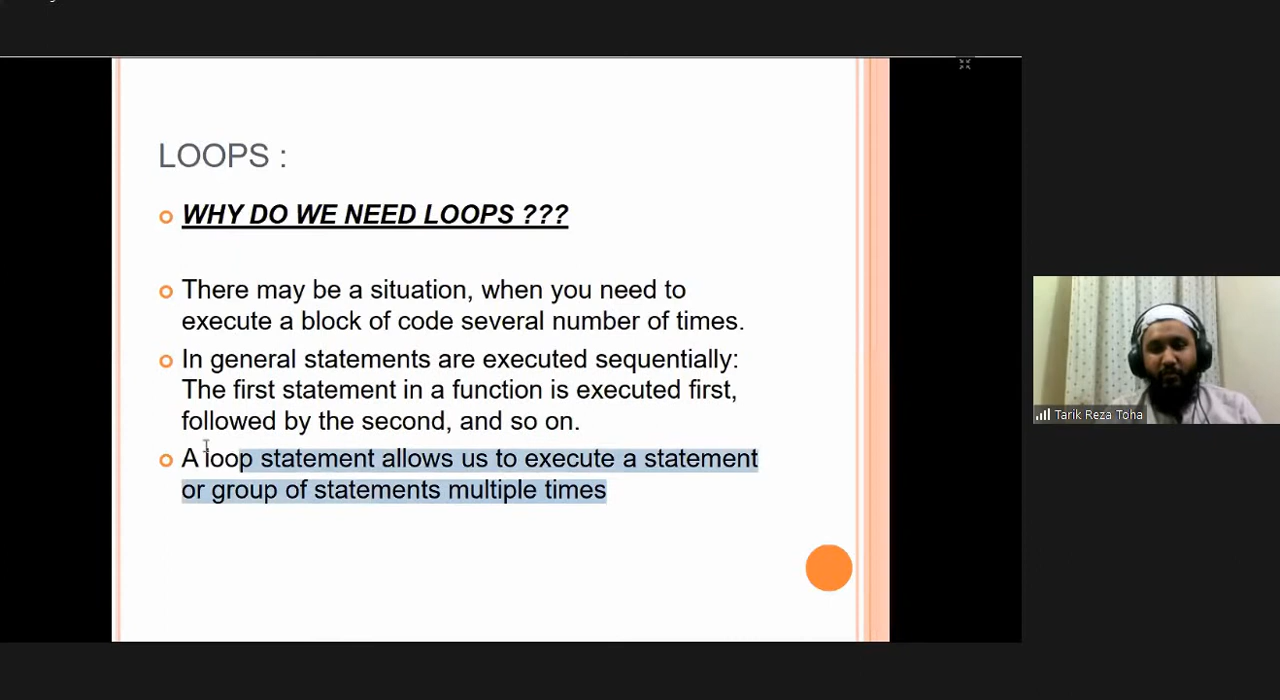 LOOPS :
WHY DO WE NEED LOOPS ???
There may be a situation, when you need to
execute a block of code several number of times.
In general statements are executed sequentially:
The first statement in a function is executed first,
followed by the second, and so on.
A loop statement allows us to execute a statement
or group of statements multiple times
Tarik Reza Toha